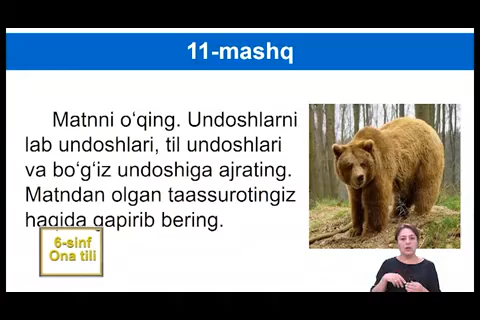 11-mashq
Matnni o‘qing. Undoshlarni
lab undoshlari, til undoshlari
va bo‘g‘iz undoshiga ajrating.
Matndan olgan taassurotingiz
haqida gapirib bering.
6-sinf
Ona tili